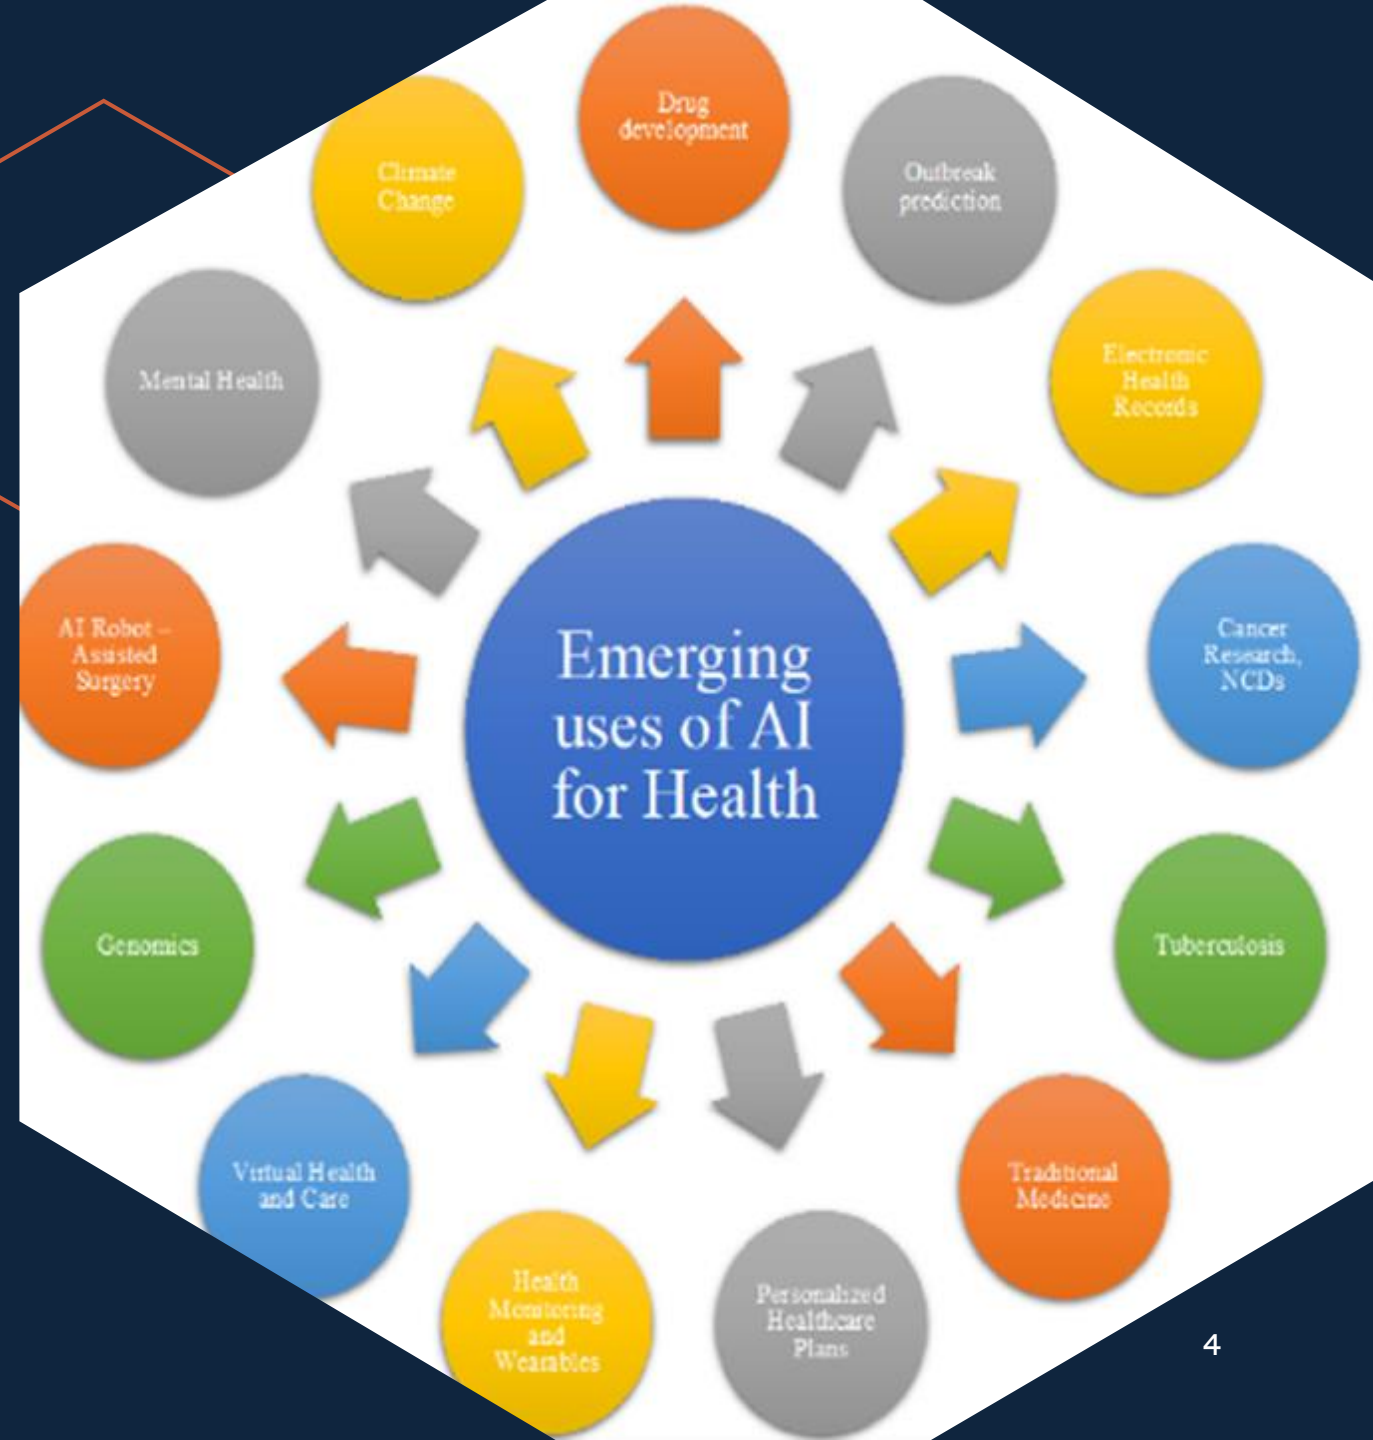 Drug
development
Outbreak
prediction
Electronic
Health
Records
Cancer
Research,
NCDs
Tuberculosis
Traditional
Medicine
Personalized
Healthcare
Plans
Health
Monitoring
and
Wearables
Virtual Health
and Care
Genomics
AI Robot –
Assisted
Surgery
Mental Health
Climate
Change
Emerging
uses of AI
for Health
4